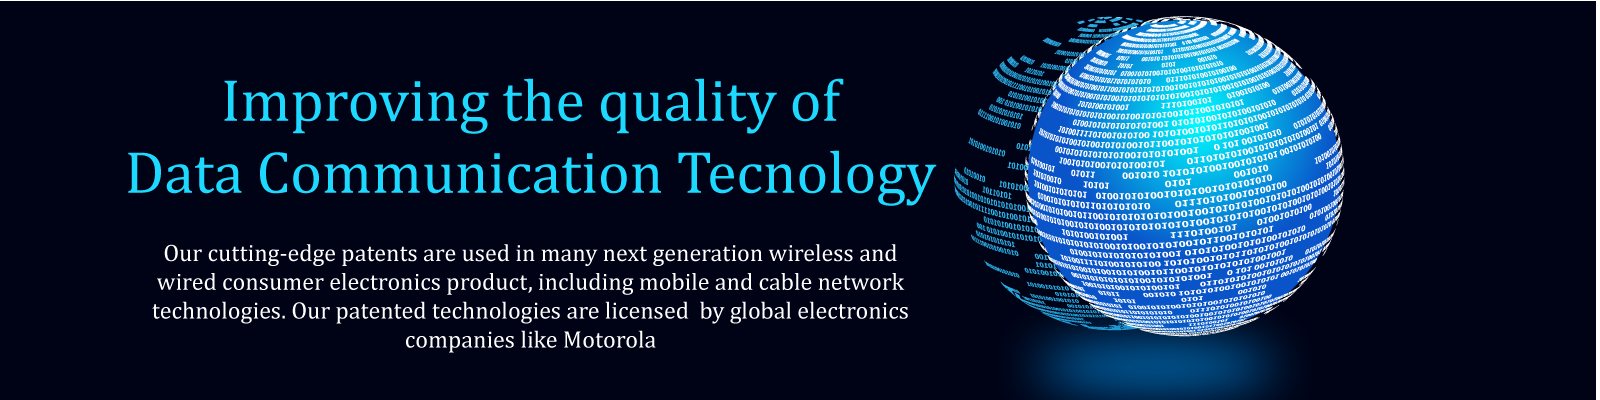 Improving the quality of
Data Communication Tecnology
Our cutting-edge patents are used in many next generation wireless and
wired consumer electronics product, including mobile and cable network
technologies. Our patented technologies are licensed  by global electronics
companies like Motorola